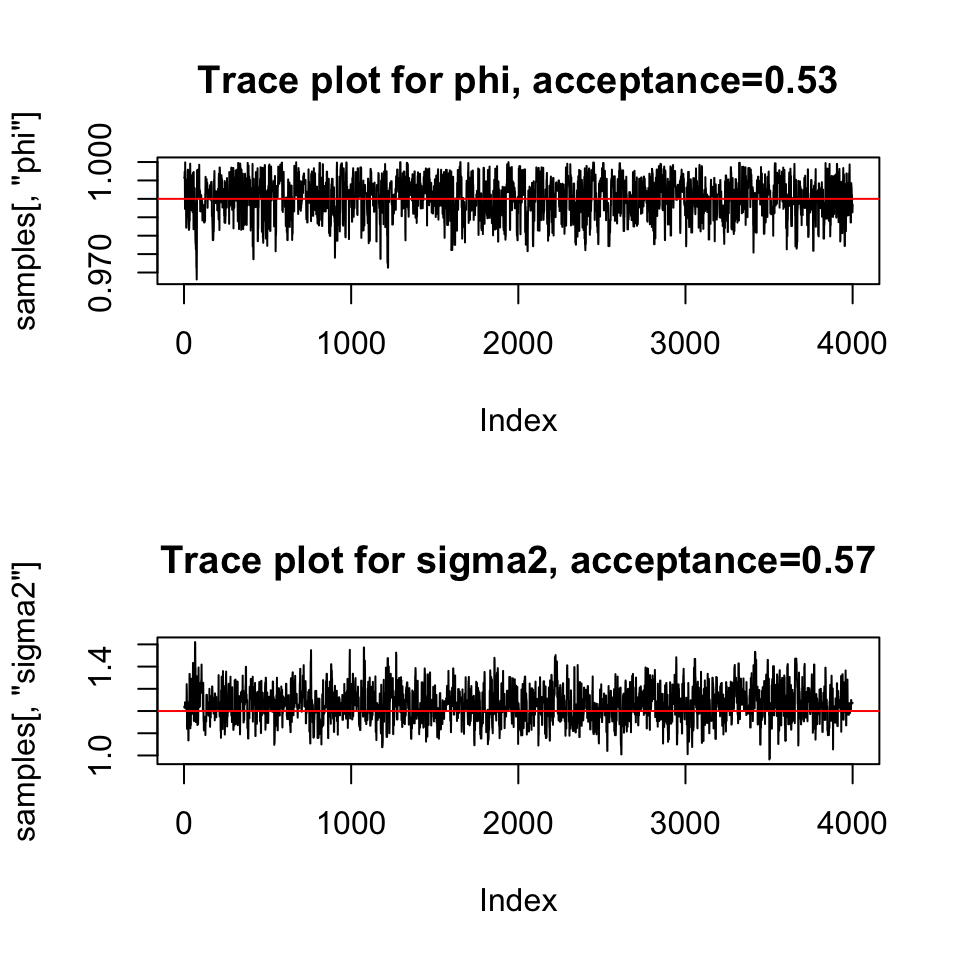 Trace plot for phi, acceptance=0.53
samples[, "phi"]
1.000
0.970
0 1000 2000 3000 4000
Index
Trace plot for sigma2, acceptance=0.57
samples[, "sigma2"]
1.4
1.0
0 1000 2000 3000 4000
Index